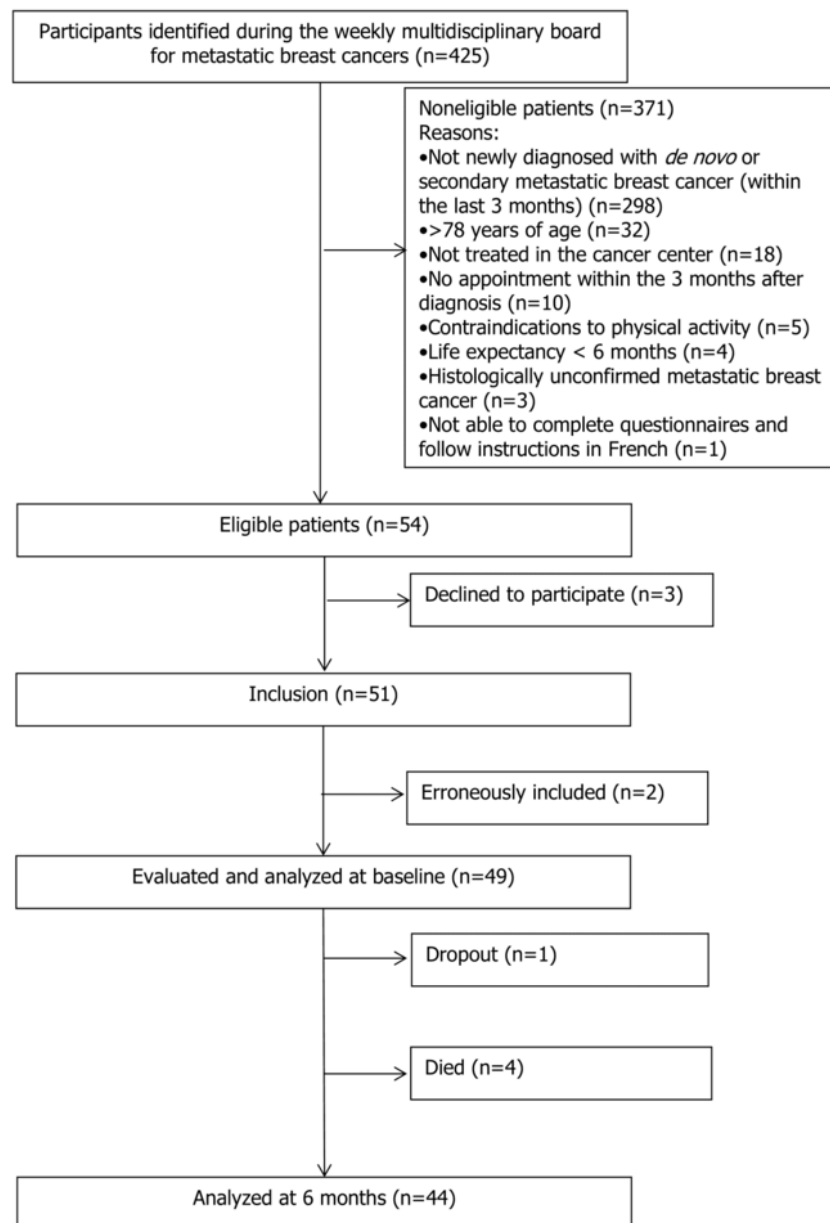 Participants identified during the weekly multidisciplinary board
for metastatic breast cancers (n=425)
Noneligible patients (n=371)
Reasons:
•Not newly diagnosed with de novo or
secondary metastatic breast cancer (within
the last 3 months) (n=298)
•>78 years of age (n=32)
•Not treated in the cancer center (n=18)
•No appointment within the 3 months after
diagnosis (n=10)
•Contraindications to physical activity (n=5)
•Life expectancy < 6 months (n=4)
•Histologically unconfirmed metastatic breast
cancer (n=3)
•Not able to complete questionnaires and
follow instructions in French (n=1)
Eligible patients (n=54)
Declined to participate (n=3)
Inclusion (n=51)
Erroneously included (n=2)
Evaluated and analyzed at baseline (n=49)
Dropout (n=1)
Died (n=4)
Analyzed at 6 months (n=44)